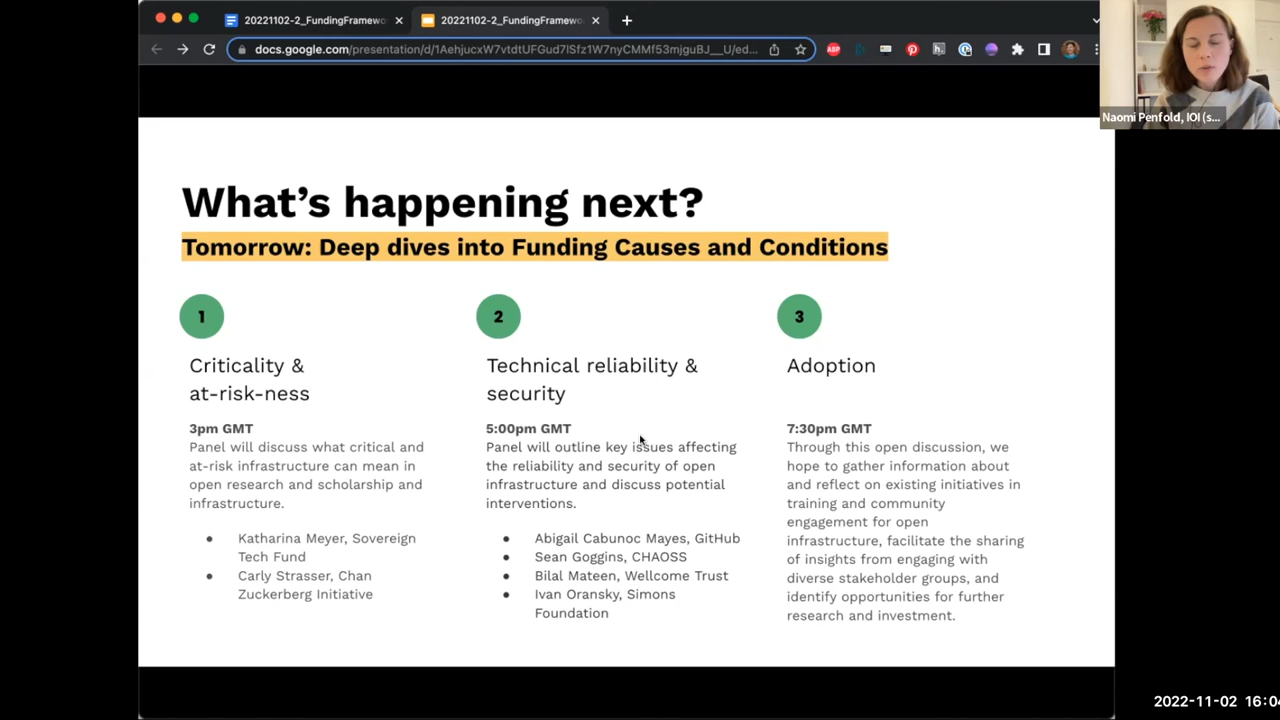 20221102-2_FundingFramewo
20221102-2_FundingFramewo
docs.google.com/presentation/d/1AehjucxW7vtdtUFGud7lSfz1W7nyCMMf53mjguBJ__U/ed...
ABP
Naomi Penfold, IOI (s...
What's happening next?
Tomorrow: Deep dives into Funding Causes and Conditions
1
Criticality &
at-risk-ness
3pm GMT
Panel will discuss what critical and
at-risk infrastructure can mean in
open research and scholarship and
infrastructure.
• Katharina Meyer, Sovereign
Tech Fund
• Carly Strasser, Chan
Zuckerberg Initiative
2
Technical reliability &
security
5:00pm GMT
Panel will outline key issues affecting
the reliability and security of open
infrastructure and discuss potential
interventions.
• Abigail Cabunoc Mayes, GitHub
• Sean Goggins, CHAOSS
• Bilal Mateen, Wellcome Trust
• Ivan Oransky, Simons
Foundation
3
Adoption
7:30pm GMT
Through this open discussion, we
hope to gather information about
and reflect on existing initiatives in
training and community
engagement for open
infrastructure, facilitate the sharing
of insights from engaging with
diverse stakeholder groups, and
identify opportunities for further
research and investment.
2022-11-02 16:04